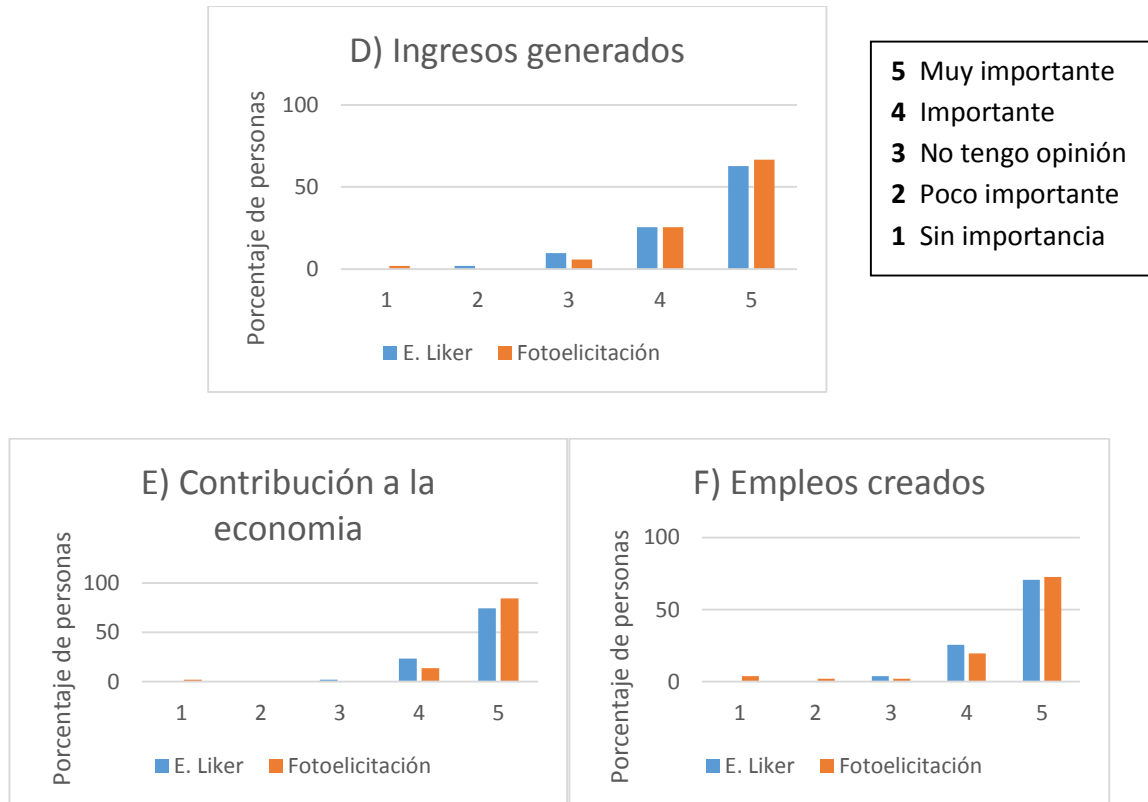 D) Ingresos generados
Porcentaje de personas
100
50
0
1 2 3 4 5
E. Liker Fotoelicitación
5 Muy importante
4 Importante
3 No tengo opinión
2 Poco importante
1 Sin importancia
E) Contribución a la
economia
Porcentaje de personas
100
50
0
1 2 3 4 5
E. Liker Fotoelicitación
F) Empleos creados
Porcentaje de personas
100
50
0
1 2 3 4 5
E. Liker Fotoelicitación